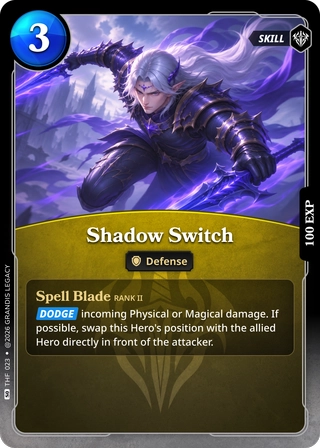 3
SKILL
100 EXP
Shadow Switch
Defense
Spell Blade RANK II
DODGE incoming Physical or Magical damage. If
possible, swap this Hero's position with the allied
Hero directly in front of the attacker.
THF 023 • @2026 GRANDIS LEGACY